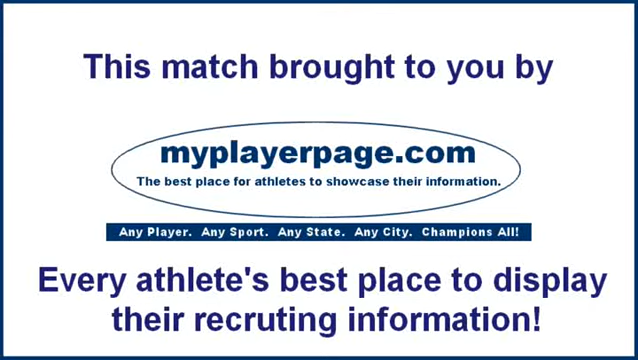 This match brought to you by
myplayerpage.com
The best place for athletes to showcase their information.
Any Player. Any Sport. Any State. Any City. Champions All!
Every athlete's best place to display
their recruting information!